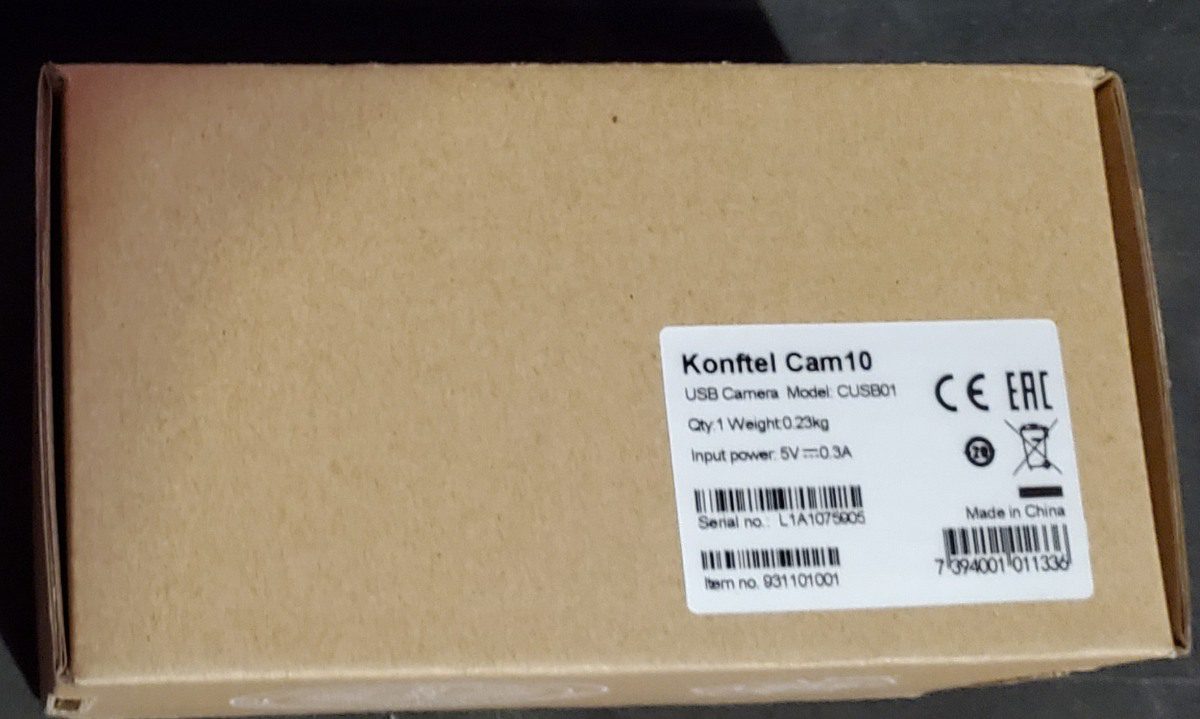 Konftel Cam10
USB Camera Model: CUSB01
CE EAC
Qty:1 Weight:0.23kg
20
Input power: 5V⎓0.3A
Serial no.: L1A1075905
Made in China
Item no. 931101001
7 394001 011336